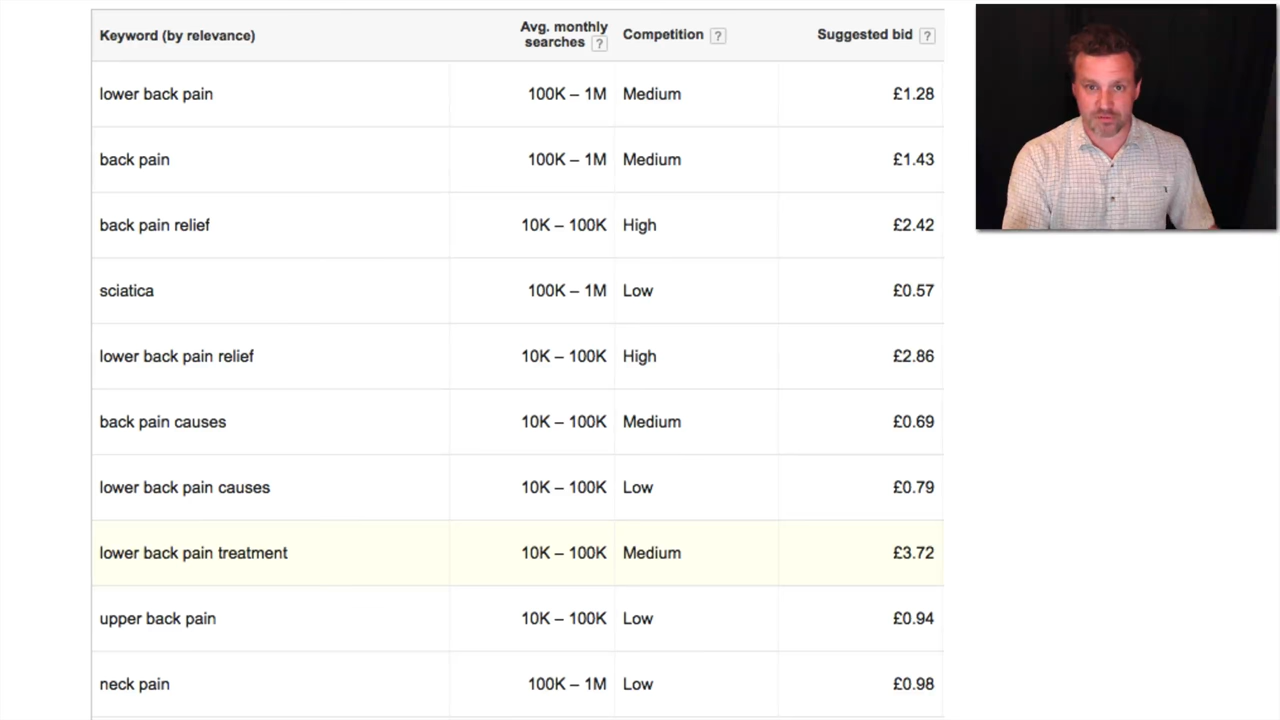 Keyword (by relevance) Avg. monthly searches ? Competition ? Suggested bid ?
lower back pain 100K – 1M Medium £1.28
back pain 100K – 1M Medium £1.43
back pain relief 10K – 100K High £2.42
sciatica 100K – 1M Low £0.57
lower back pain relief 10K – 100K High £2.86
back pain causes 10K – 100K Medium £0.69
lower back pain causes 10K – 100K Low £0.79
lower back pain treatment 10K – 100K Medium £3.72
upper back pain 10K – 100K Low £0.94
neck pain 100K – 1M Low £0.98